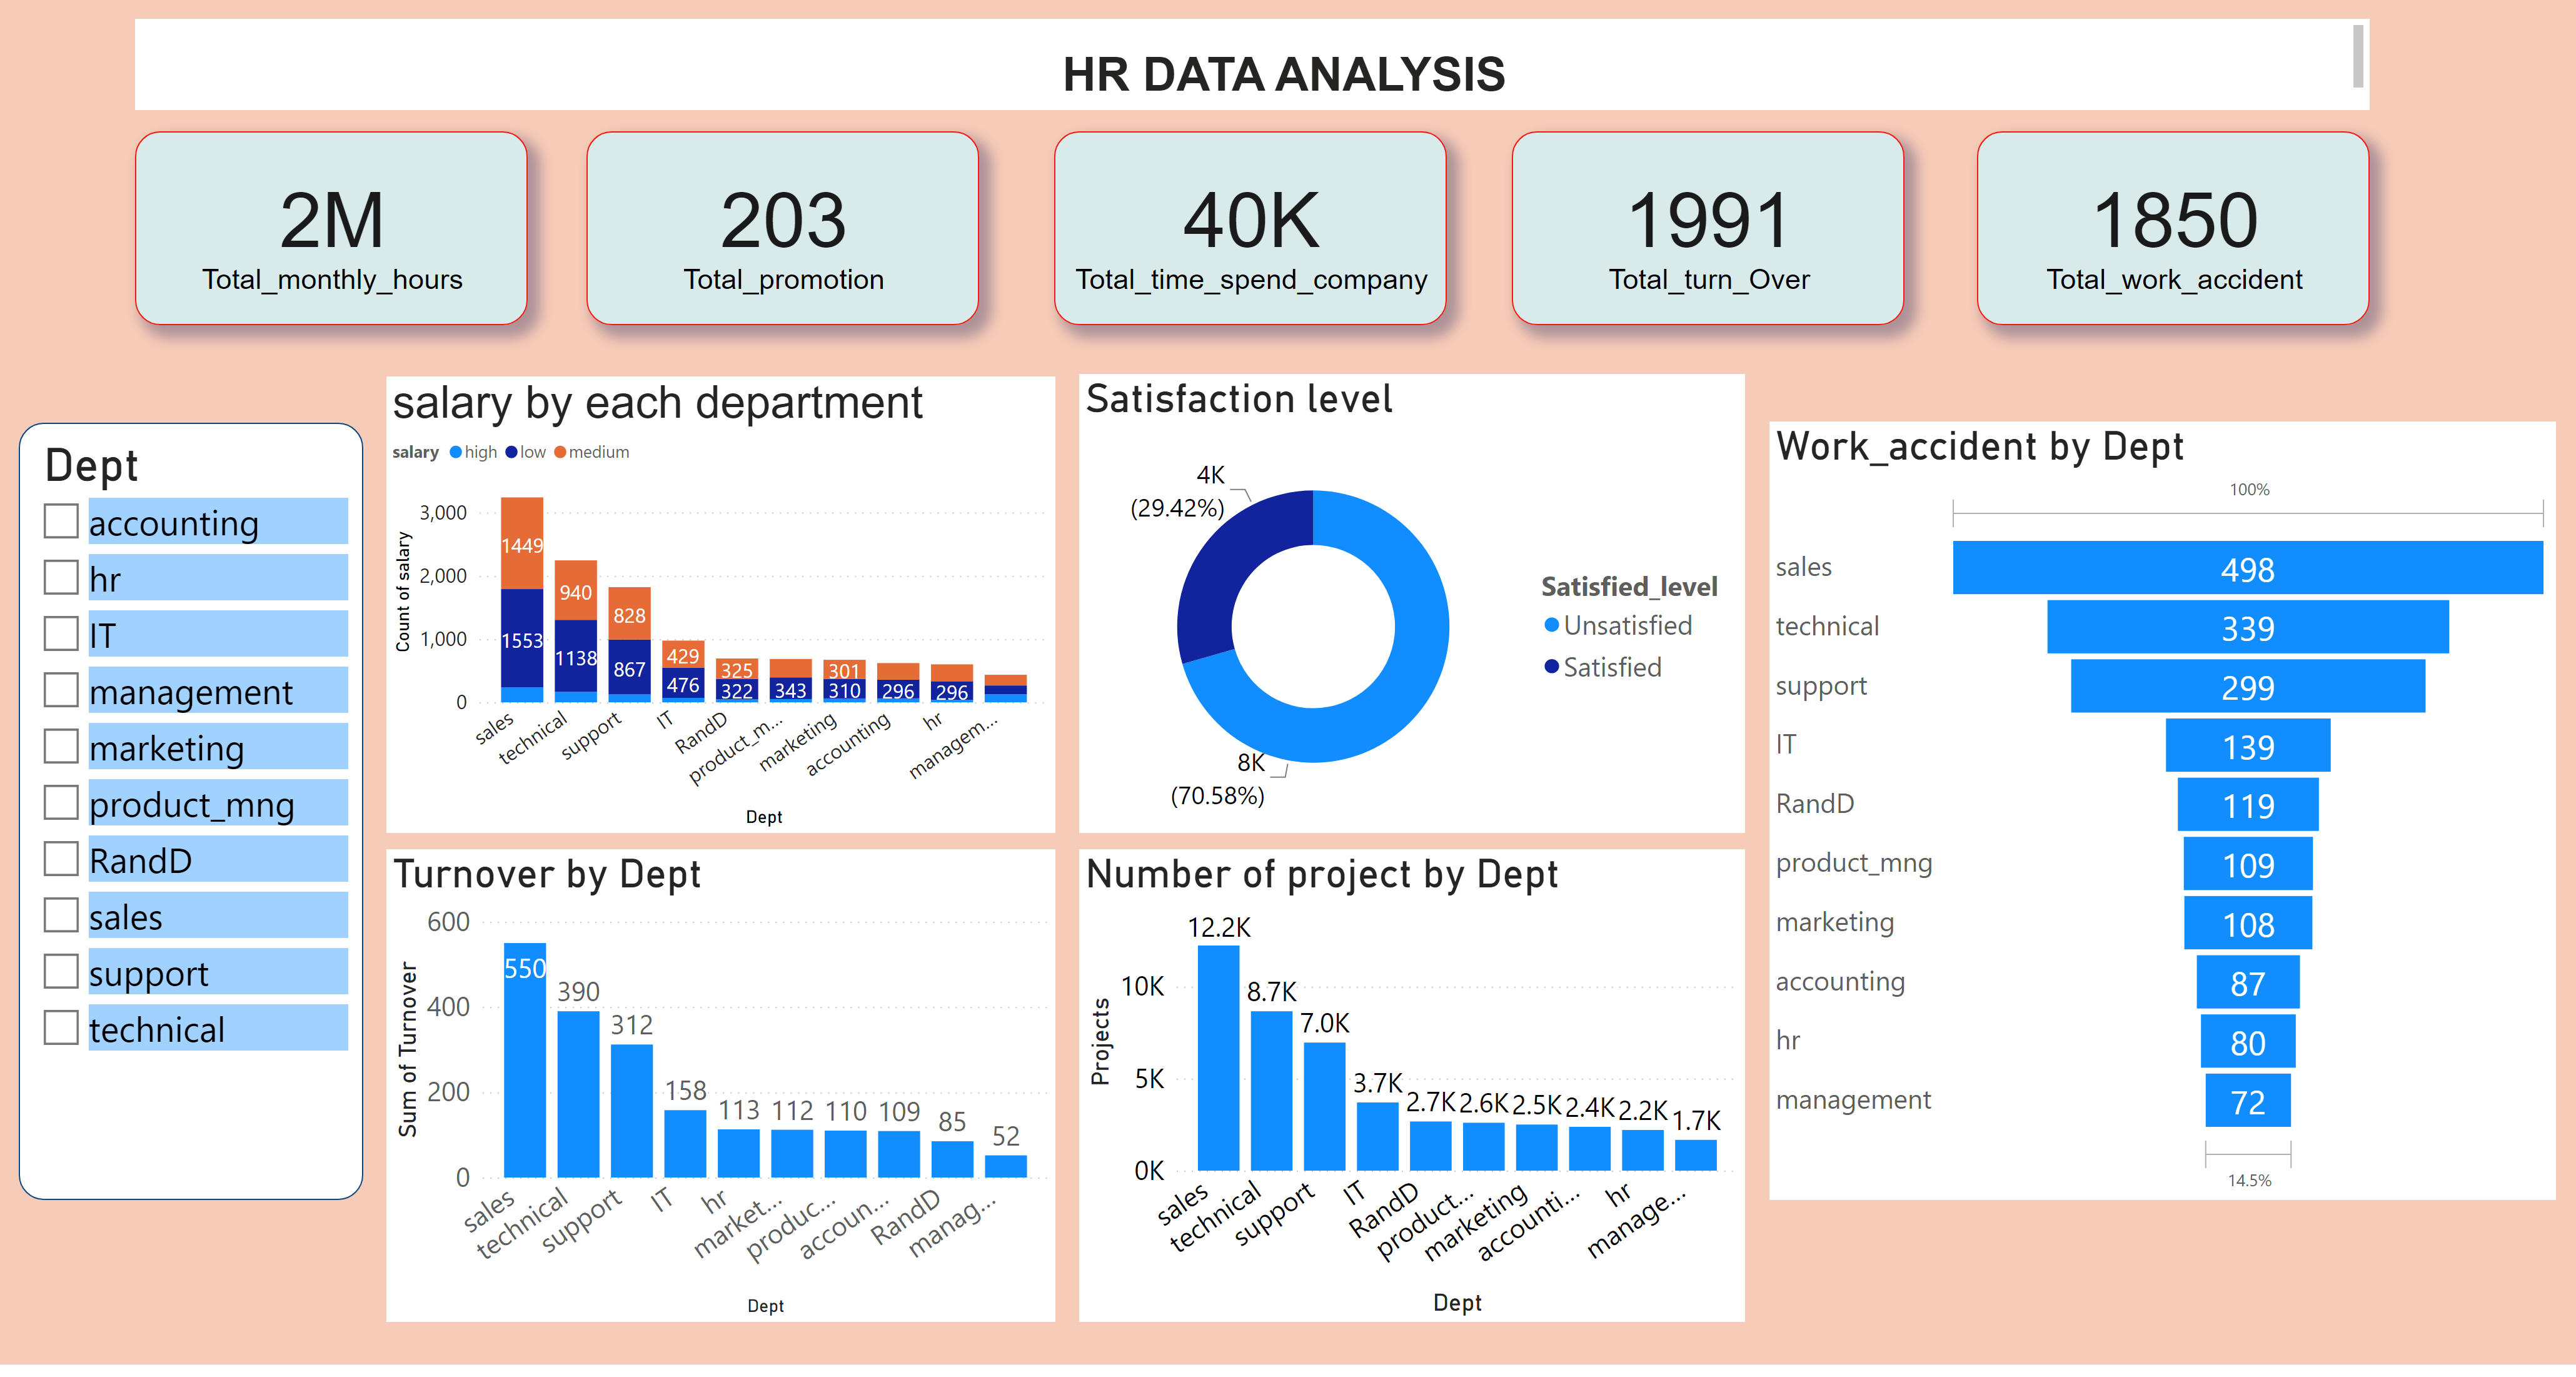 HR DATA ANALYSIS
2M
Total_monthly_hours
203
Total_promotion
40K
Total_time_spend_company
1991
Total_turn_Over
1850
Total_work_accident
Dept
accounting
hr
IT
management
marketing
product_mng
RandD
sales
support
technical
salary by each department
salary high low medium
Count of salary
3,000
2,000
1,000
0
1449
1553
940
1138
828
867
429
476
325
322
343
301
310
296
296
sales
technical
support
IT
RandD
product_m...
marketing
accounting
hr
managem...
Dept
Satisfaction level
4K
(29.42%)
8K
(70.58%)
Satisfied_level
Unsatisfied
Satisfied
Turnover by Dept
Sum of Turnover
600
400
200
0
550
390
312
158
113
112
110
109
85
52
sales
technical
support
IT
hr
market...
produc...
accoun...
RandD
manag...
Dept
Number of project by Dept
Projects
10K
5K
0K
12.2K
8.7K
7.0K
3.7K
2.7K
2.6K
2.5K
2.4K
2.2K
1.7K
sales
technical
support
IT
RandD
product...
marketing
accounti...
hr
manage...
Dept
Work_accident by Dept
100%
sales 498
technical 339
support 299
IT 139
RandD 119
product_mng 109
marketing 108
accounting 87
hr 80
management 72
14.5%